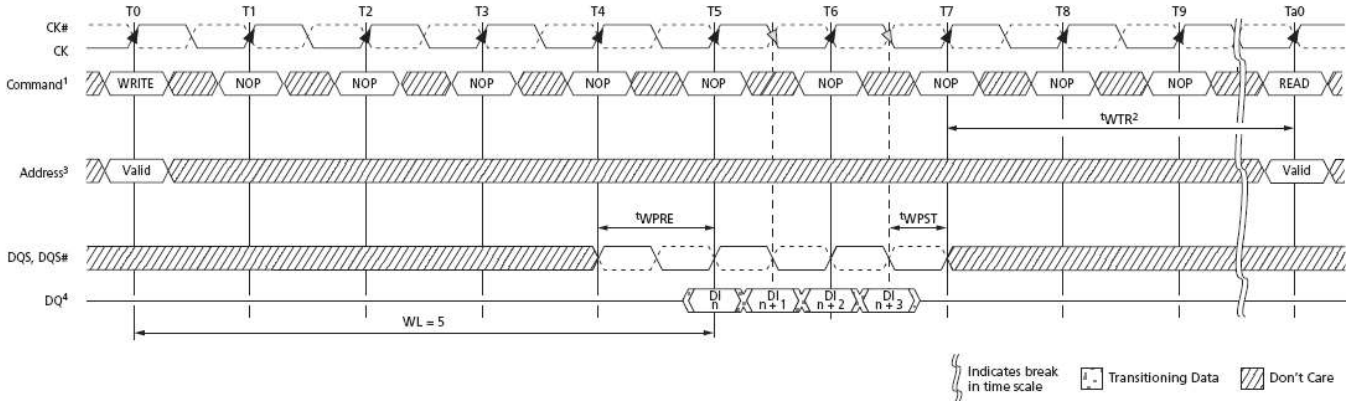 T0 T1 T2 T3 T4 T5 T6 T7 T8 T9 Ta0
CK#
CK
Command¹ WRITE NOP NOP NOP NOP NOP NOP NOP NOP NOP READ
tWTR²
Address³ Valid Valid
tWPRE tWPST
DQS, DQS#
DQ⁴ DI n DI n + 1 DI n + 2 DI n + 3
WL = 5
Indicates break
in time scale
Transitioning Data
Don't Care